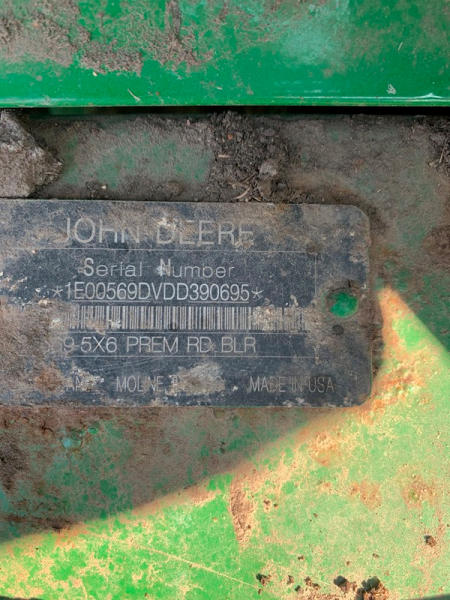 JOHN DEERE
Serial Number
*1E00569DVDD390695*
9 5X6 PREM RD BLR
MOLINE MADE IN USA